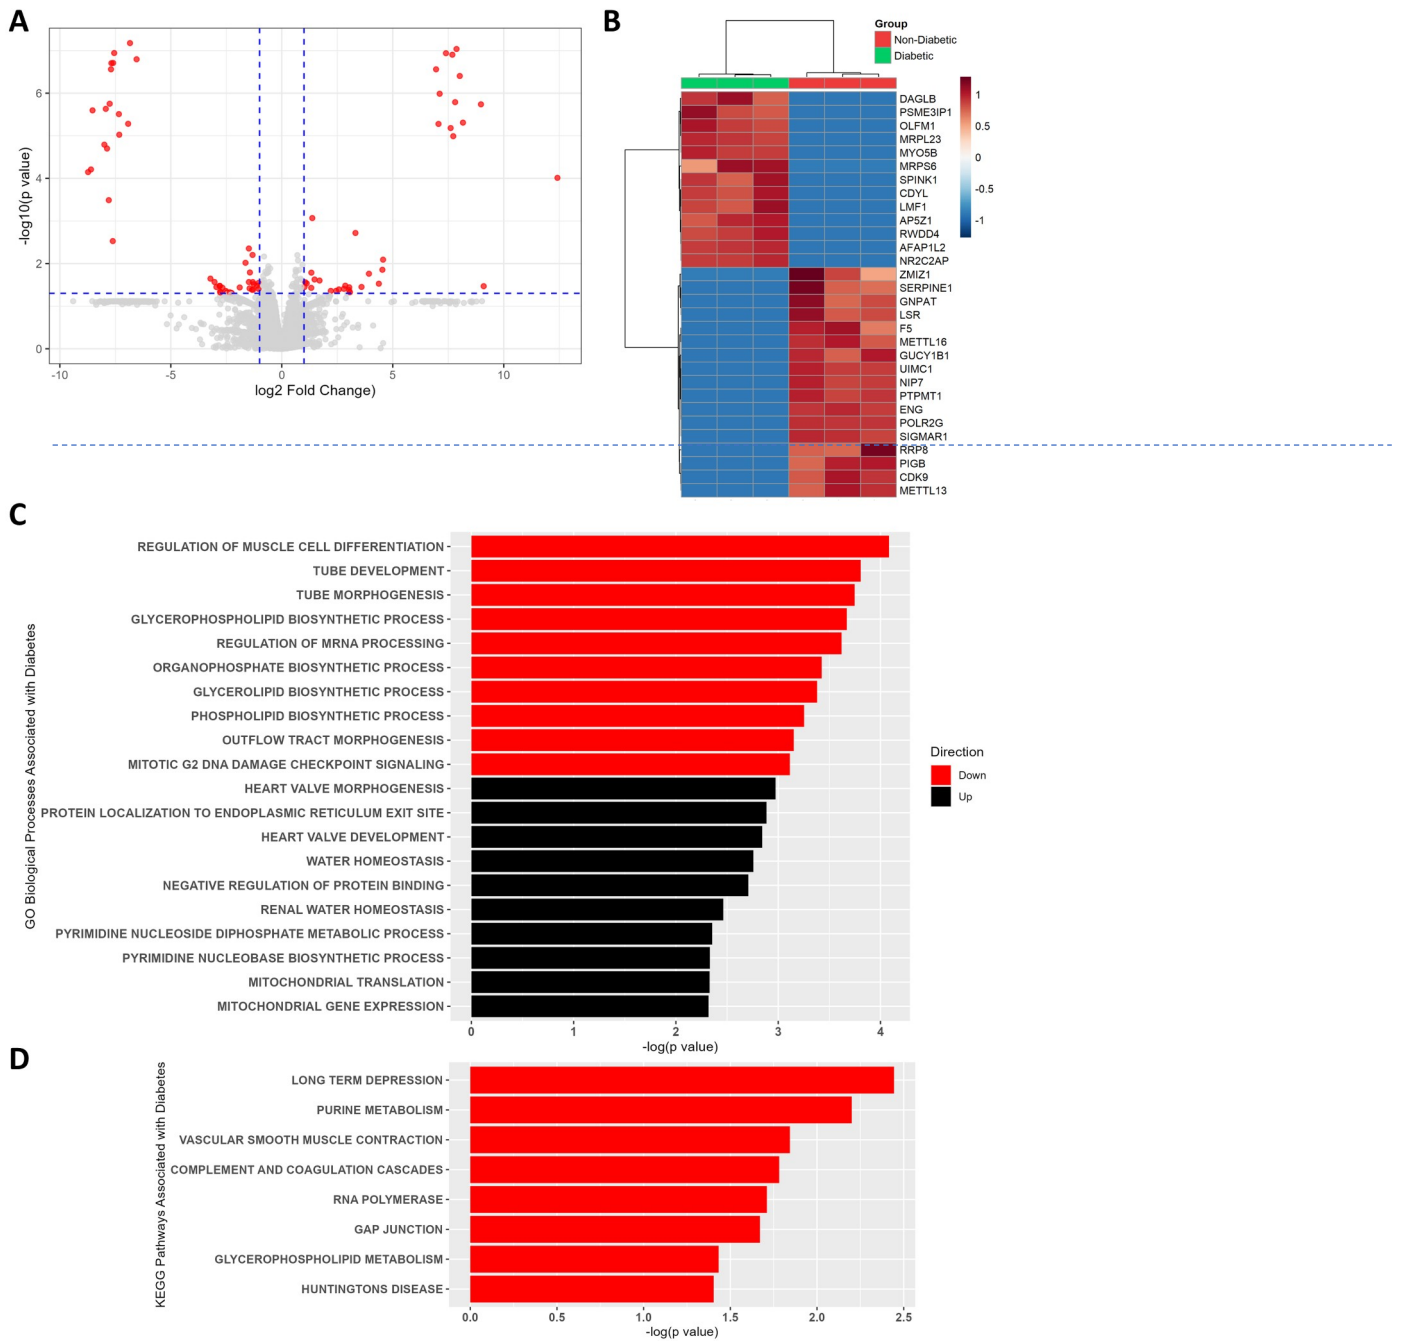 A
-log10(p value)
6
4
2
0
-10
-5
0
5
10
log2 Fold Change)
B
Group
Non-Diabetic
Diabetic
1
0.5
0
-0.5
-1
DAGLB
PSME3IP1
OLFM1
MRPL23
MYO5B
MRPS6
SPINK1
CDYL
LMF1
AP5Z1
RWDD4
AFAP1L2
NR2C2AP
ZMIZ1
SERPINE1
GNPAT
LSR
F5
METTL16
GUCY1B1
UIMC1
NIP7
PTPMT1
ENG
POLR2G
SIGMAR1
RRP8
PIGB
CDK9
METTL13
C
GO Biological Processes Associated with Diabetes
REGULATION OF MUSCLE CELL DIFFERENTIATION
TUBE DEVELOPMENT
TUBE MORPHOGENESIS
GLYCEROPHOSPHOLIPID BIOSYNTHETIC PROCESS
REGULATION OF MRNA PROCESSING
ORGANOPHOSPHATE BIOSYNTHETIC PROCESS
GLYCEROLIPID BIOSYNTHETIC PROCESS
PHOSPHOLIPID BIOSYNTHETIC PROCESS
OUTFLOW TRACT MORPHOGENESIS
MITOTIC G2 DNA DAMAGE CHECKPOINT SIGNALING
HEART VALVE MORPHOGENESIS
PROTEIN LOCALIZATION TO ENDOPLASMIC RETICULUM EXIT SITE
HEART VALVE DEVELOPMENT
WATER HOMEOSTASIS
NEGATIVE REGULATION OF PROTEIN BINDING
RENAL WATER HOMEOSTASIS
PYRIMIDINE NUCLEOSIDE DIPHOSPHATE METABOLIC PROCESS
PYRIMIDINE NUCLEOBASE BIOSYNTHETIC PROCESS
MITOCHONDRIAL TRANSLATION
MITOCHONDRIAL GENE EXPRESSION
0
1
2
3
4
-log(p value)
Direction
Down
Up
D
KEGG Pathways Associated with Diabetes
LONG TERM DEPRESSION
PURINE METABOLISM
VASCULAR SMOOTH MUSCLE CONTRACTION
COMPLEMENT AND COAGULATION CASCADES
RNA POLYMERASE
GAP JUNCTION
GLYCEROPHOSPHOLIPID METABOLISM
HUNTINGTONS DISEASE
0.0
0.5
1.0
1.5
2.0
2.5
-log(p value)